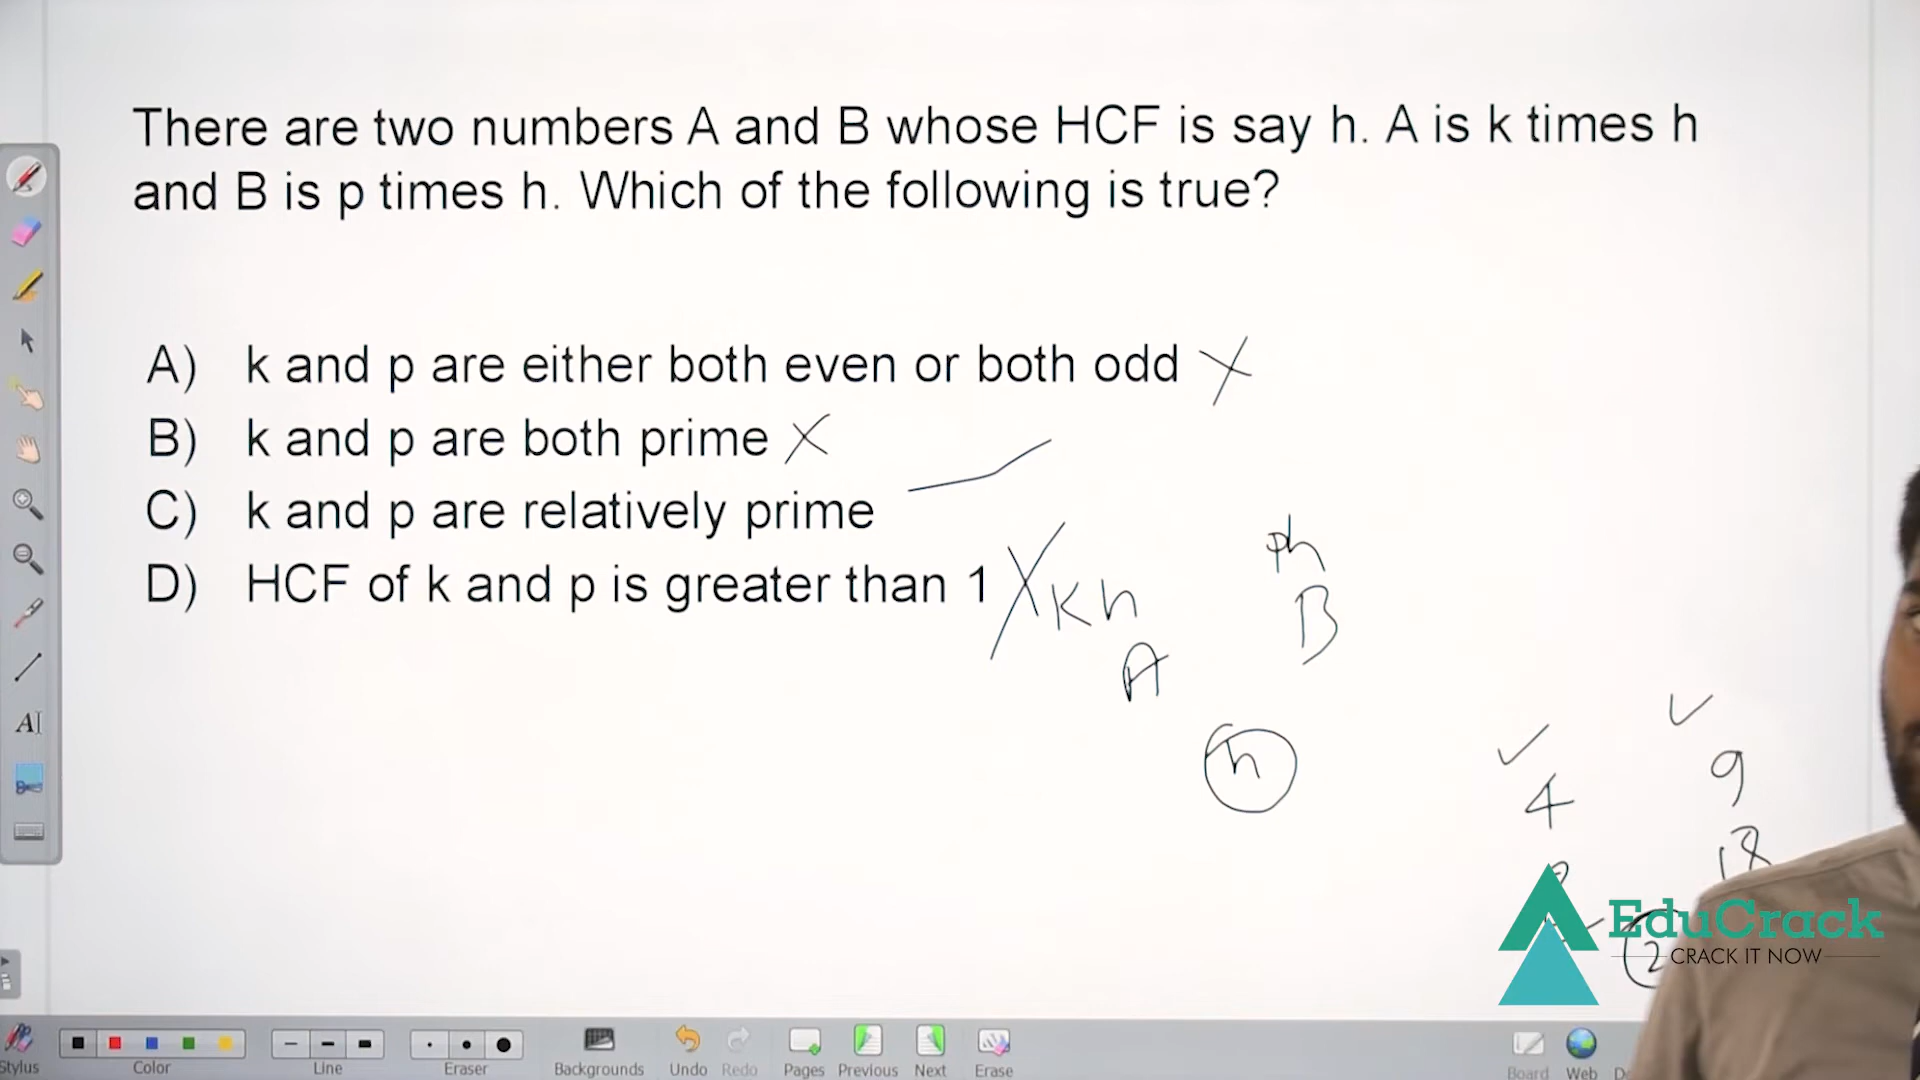 There are two numbers A and B whose HCF is say h. A is k times h
and B is p times h. Which of the following is true?
A) k and p are either both even or both odd
B) k and p are both prime
C) k and p are relatively prime
D) HCF of k and p is greater than 1
kh
ph
A
B
h
4
9
18
2
EduCrack
CRACK IT NOW
AI
Stylus
Color
Line
Eraser
Backgrounds
Undo
Redo
Pages
Previous
Next
Erase
Board
Web